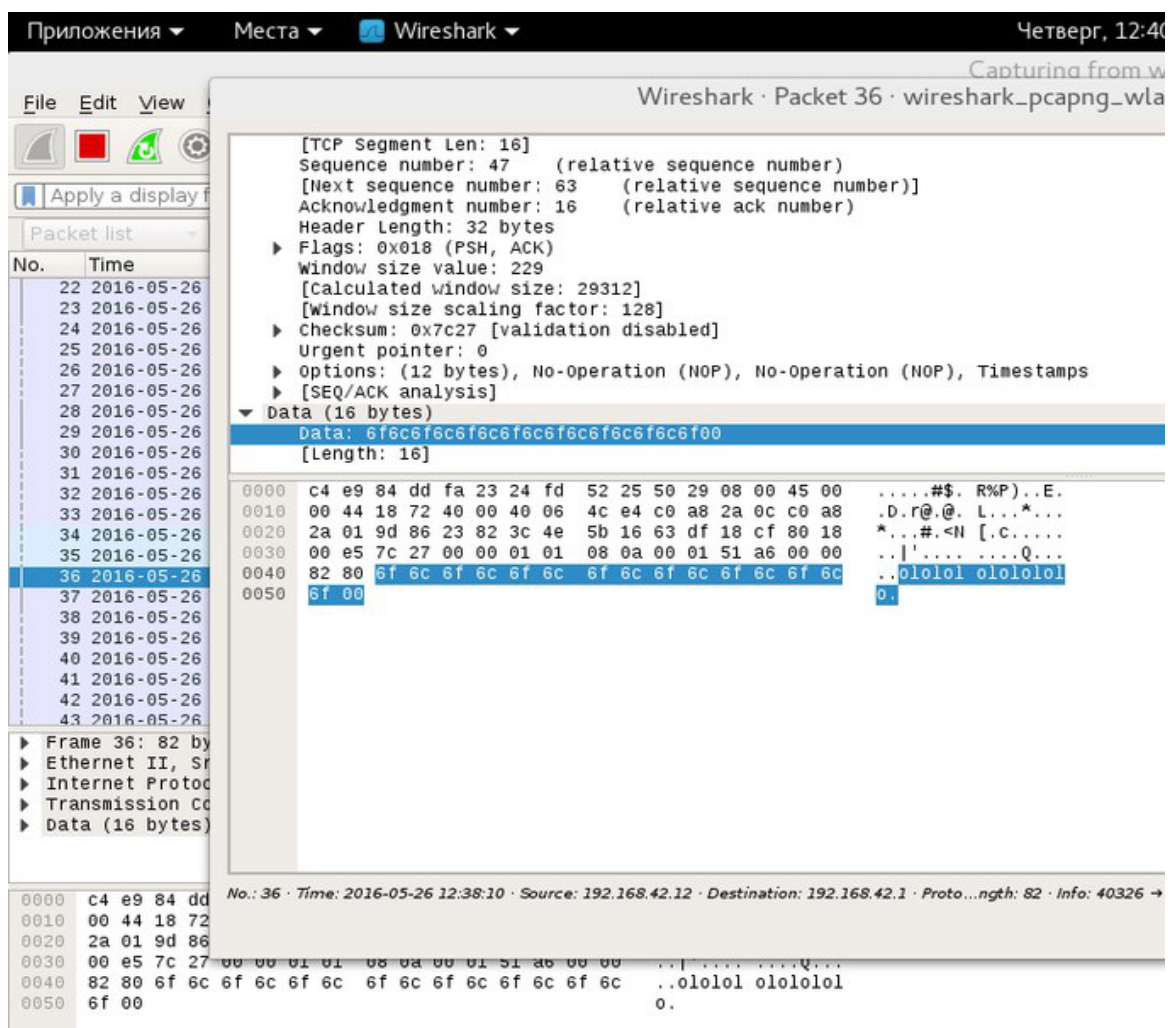 Приложения Места Wireshark Четверг, 12:40
Capturing from w
File Edit View
Wireshark · Packet 36 · wireshark_pcapng_wla
Apply a display f
Packet list
No. Time
22 2016-05-26
23 2016-05-26
24 2016-05-26
25 2016-05-26
26 2016-05-26
27 2016-05-26
28 2016-05-26
29 2016-05-26
30 2016-05-26
31 2016-05-26
32 2016-05-26
33 2016-05-26
34 2016-05-26
35 2016-05-26
36 2016-05-26
37 2016-05-26
38 2016-05-26
39 2016-05-26
40 2016-05-26
41 2016-05-26
42 2016-05-26
43 2016-05-26
Frame 36: 82 by
Ethernet II, Sr
Internet Protoc
Transmission Co
Data (16 bytes)
[TCP Segment Len: 16]
Sequence number: 47 (relative sequence number)
[Next sequence number: 63 (relative sequence number)]
Acknowledgment number: 16 (relative ack number)
Header Length: 32 bytes
Flags: 0x018 (PSH, ACK)
Window size value: 229
[Calculated window size: 29312]
[Window size scaling factor: 128]
Checksum: 0x7c27 [validation disabled]
Urgent pointer: 0
Options: (12 bytes), No-Operation (NOP), No-Operation (NOP), Timestamps
[SEQ/ACK analysis]
Data (16 bytes)
Data: 6f6c6f6c6f6c6f6c6f6c6f6c6f6c6f00
[Length: 16]
0000 c4 e9 84 dd fa 23 24 fd 52 25 50 29 08 00 45 00 .....#$. R%P)..E.
0010 00 44 18 72 40 00 40 06 4c e4 c0 a8 2a 0c c0 a8 .D.r@.@. L...*...
0020 2a 01 9d 86 23 82 3c 4e 5b 16 63 df 18 cf 80 18 *...#.<N [.c.....
0030 00 e5 7c 27 00 00 01 01 08 0a 00 01 51 a6 00 00 ..|'.... ....Q...
0040 82 80 6f 6c 6f 6c 6f 6c 6f 6c 6f 6c 6f 6c 6f 6c ..ololol olololol
0050 6f 00 o.
No.: 36 · Time: 2016-05-26 12:38:10 · Source: 192.168.42.12 · Destination: 192.168.42.1 · Proto...ngth: 82 · Info: 40326 →
0000 c4 e9 84 dd
0010 00 44 18 72
0020 2a 01 9d 86
0030 00 e5 7c 27 00 00 01 01 08 0a 00 01 51 a6 00 00 ..|'.... ....Q...
0040 82 80 6f 6c 6f 6c 6f 6c 6f 6c 6f 6c 6f 6c 6f 6c ..ololol olololol
0050 6f 00 o.